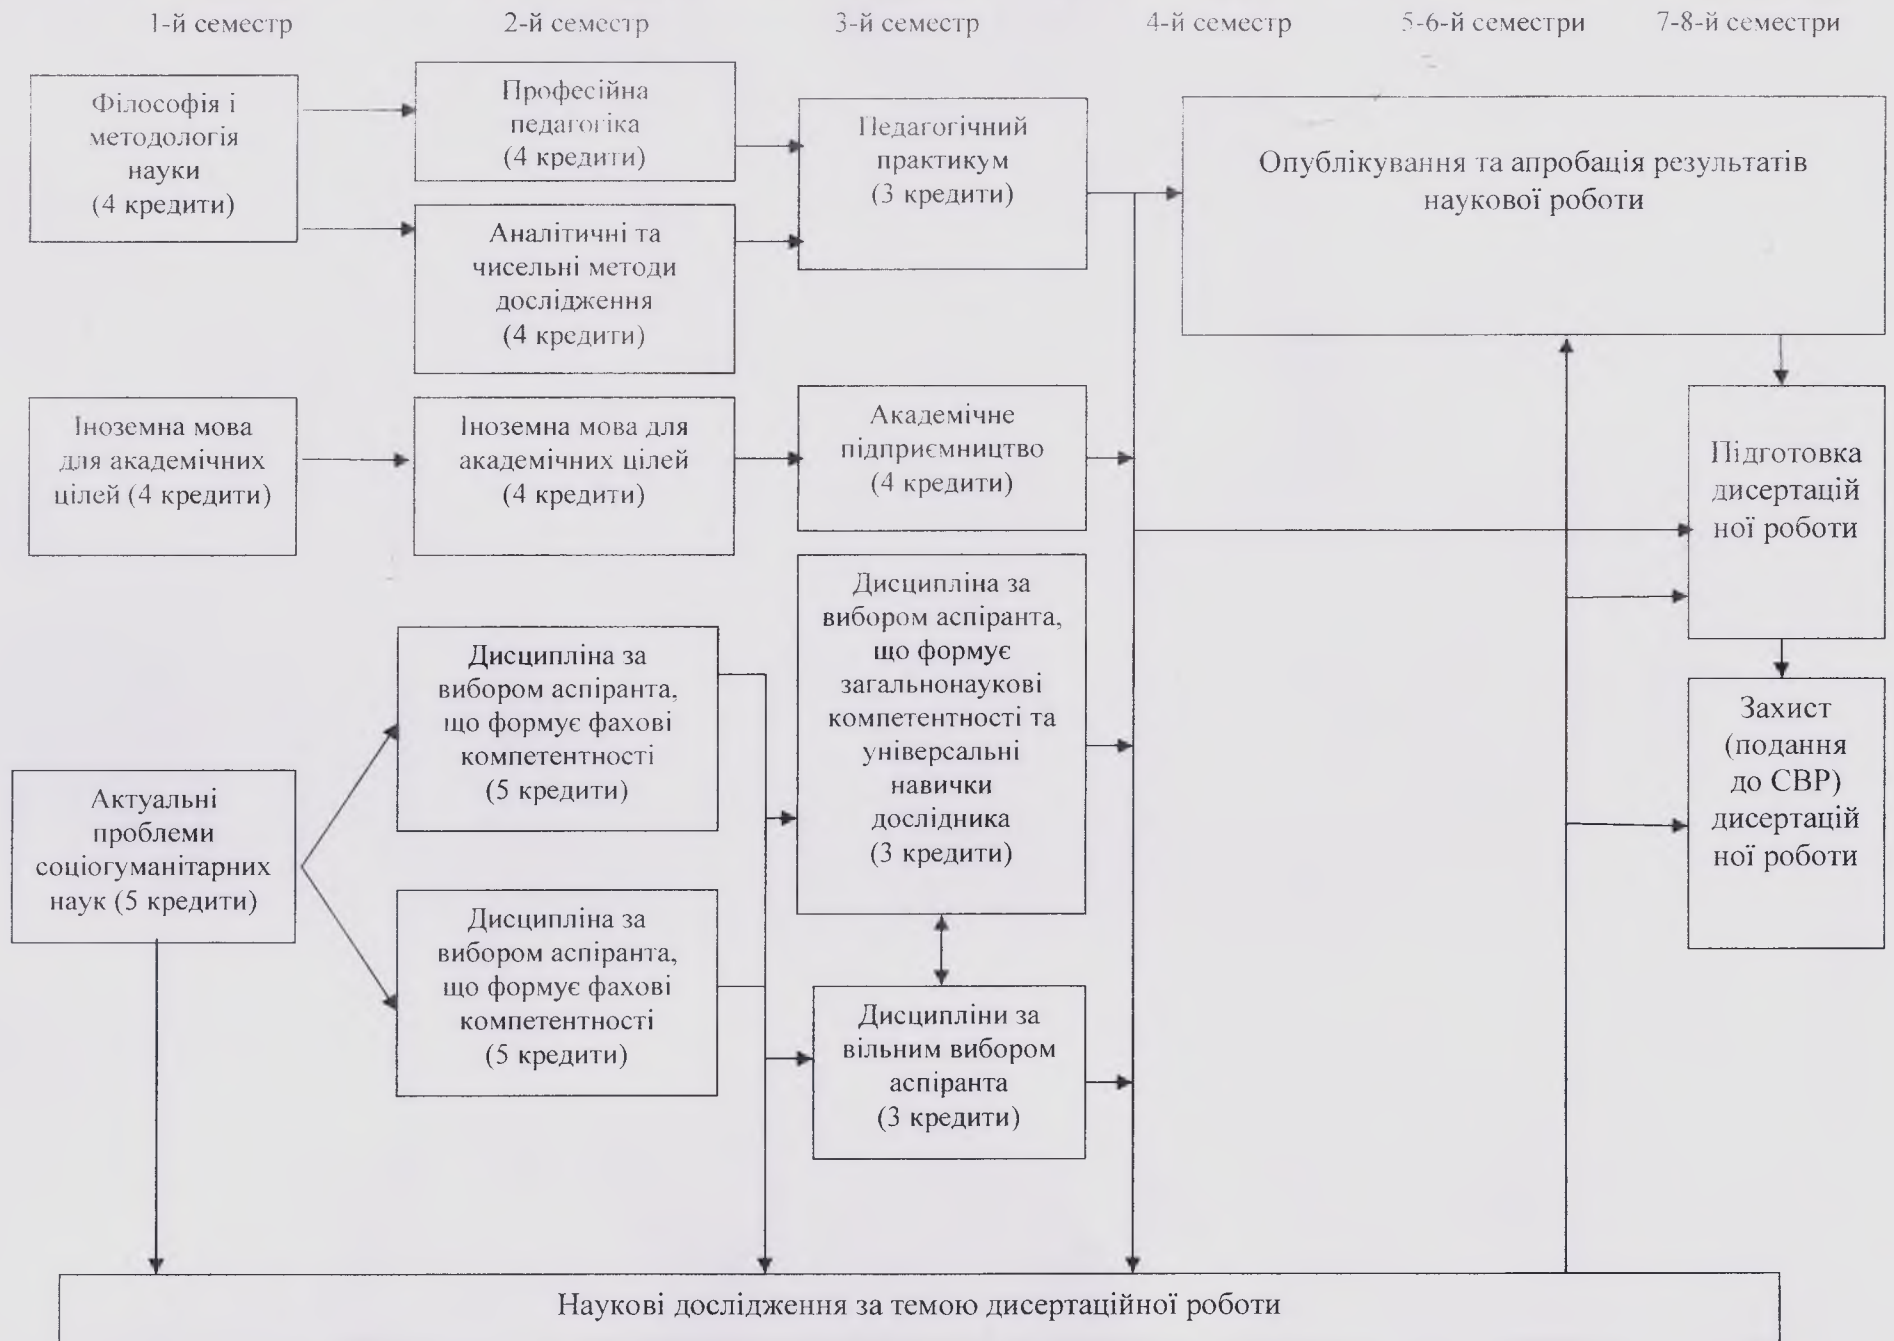 1-й семестр
2-й семестр
3-й семестр
4-й семестр
5-6-й семестри
7-8-й семестри
Філософія і
методологія
науки
(4 кредити)
Професійна
педагогіка
(4 кредити)
Аналітичні та
чисельні методи
дослідження
(4 кредити)
Педагогічний
практикум
(3 кредити)
Опублікування та апробація результатів
наукової роботи
Іноземна мова
для академічних
цілей (4 кредити)
Іноземна мова для
академічних цілей
(4 кредити)
Академічне
підприємництво
(4 кредити)
Підготовка
дисертацій
ної роботи
Дисципліна за
вибором аспіранта,
що формує фахові
компетентності
(5 кредити)
Дисципліна за
вибором аспіранта,
що формує
загальнонаукові
компетентності та
універсальні
навички
дослідника
(3 кредити)
Захист
(подання
до СВР)
дисертацій
ної роботи
Актуальні
проблеми
соціогуманітарних
наук (5 кредити)
Дисципліна за
вибором аспіранта,
що формує фахові
компетентності
(5 кредити)
Дисципліни за
вільним вибором
аспіранта
(3 кредити)
Наукові дослідження за темою дисертаційної роботи